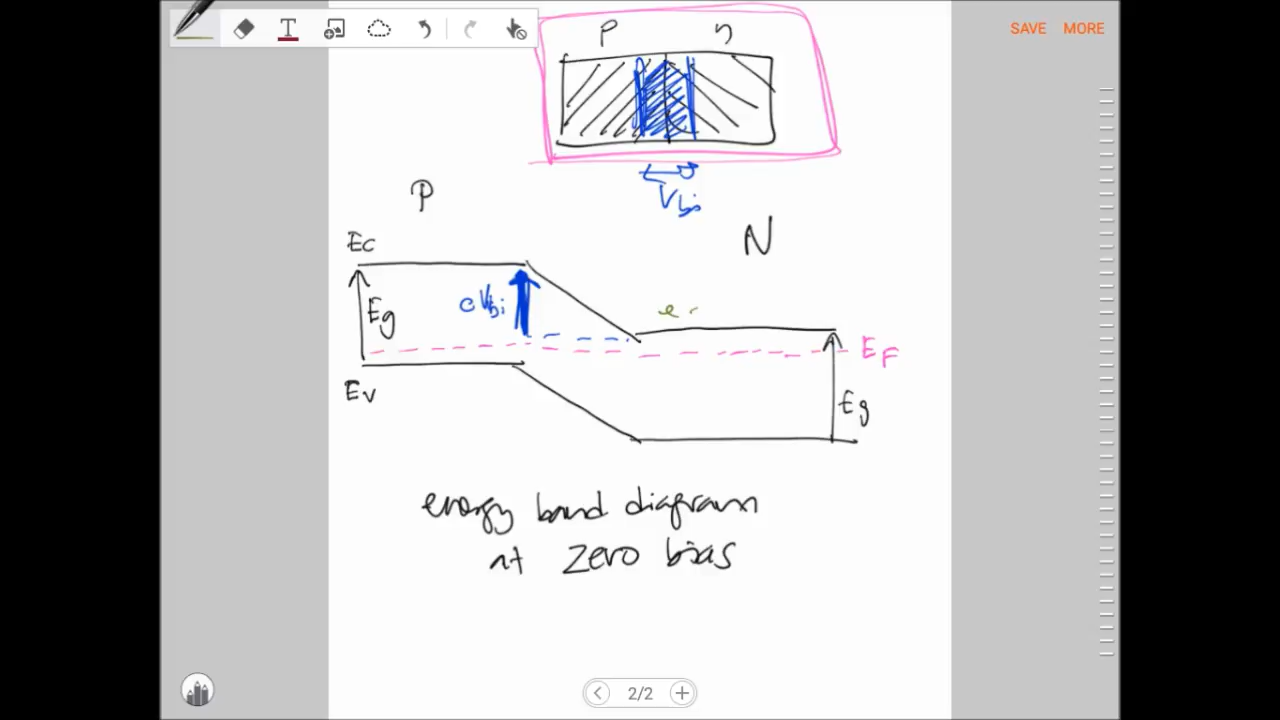 T
SAVE MORE
P n
Vbi
P
N
Ec
Eg
eVbi
e
EF
Ev
Eg
energy band diagram
at zero bias
2/2